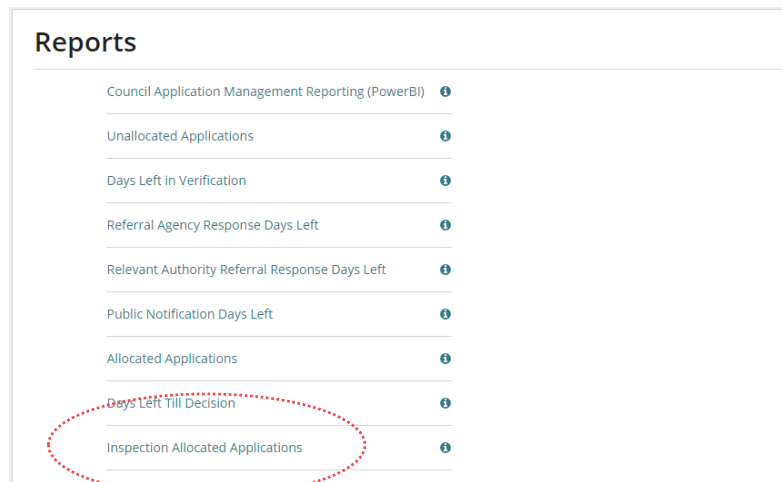 Reports
Council Application Management Reporting (PowerBI)
Unallocated Applications
Days Left in Verification
Referral Agency Response Days Left
Relevant Authority Referral Response Days Left
Public Notification Days Left
Allocated Applications
Days Left Till Decision
Inspection Allocated Applications